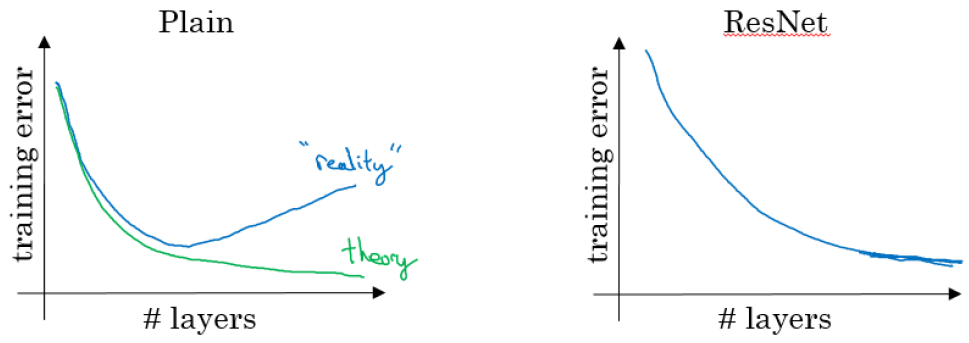 Plain
training error
"reality"
theory
# layers
ResNet
training error
# layers